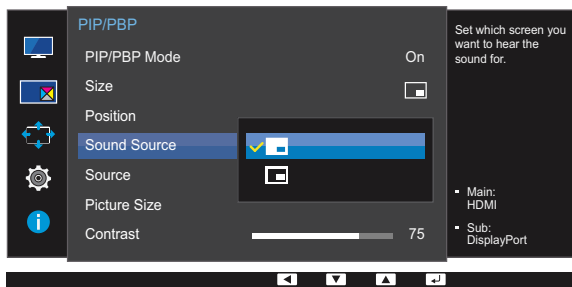 PIP/PBP
PIP/PBP Mode On
Size
Position
Sound Source
Source
Picture Size
Contrast 75
Set which screen you
want to hear the
sound for.
Main:
HDMI
Sub:
DisplayPort